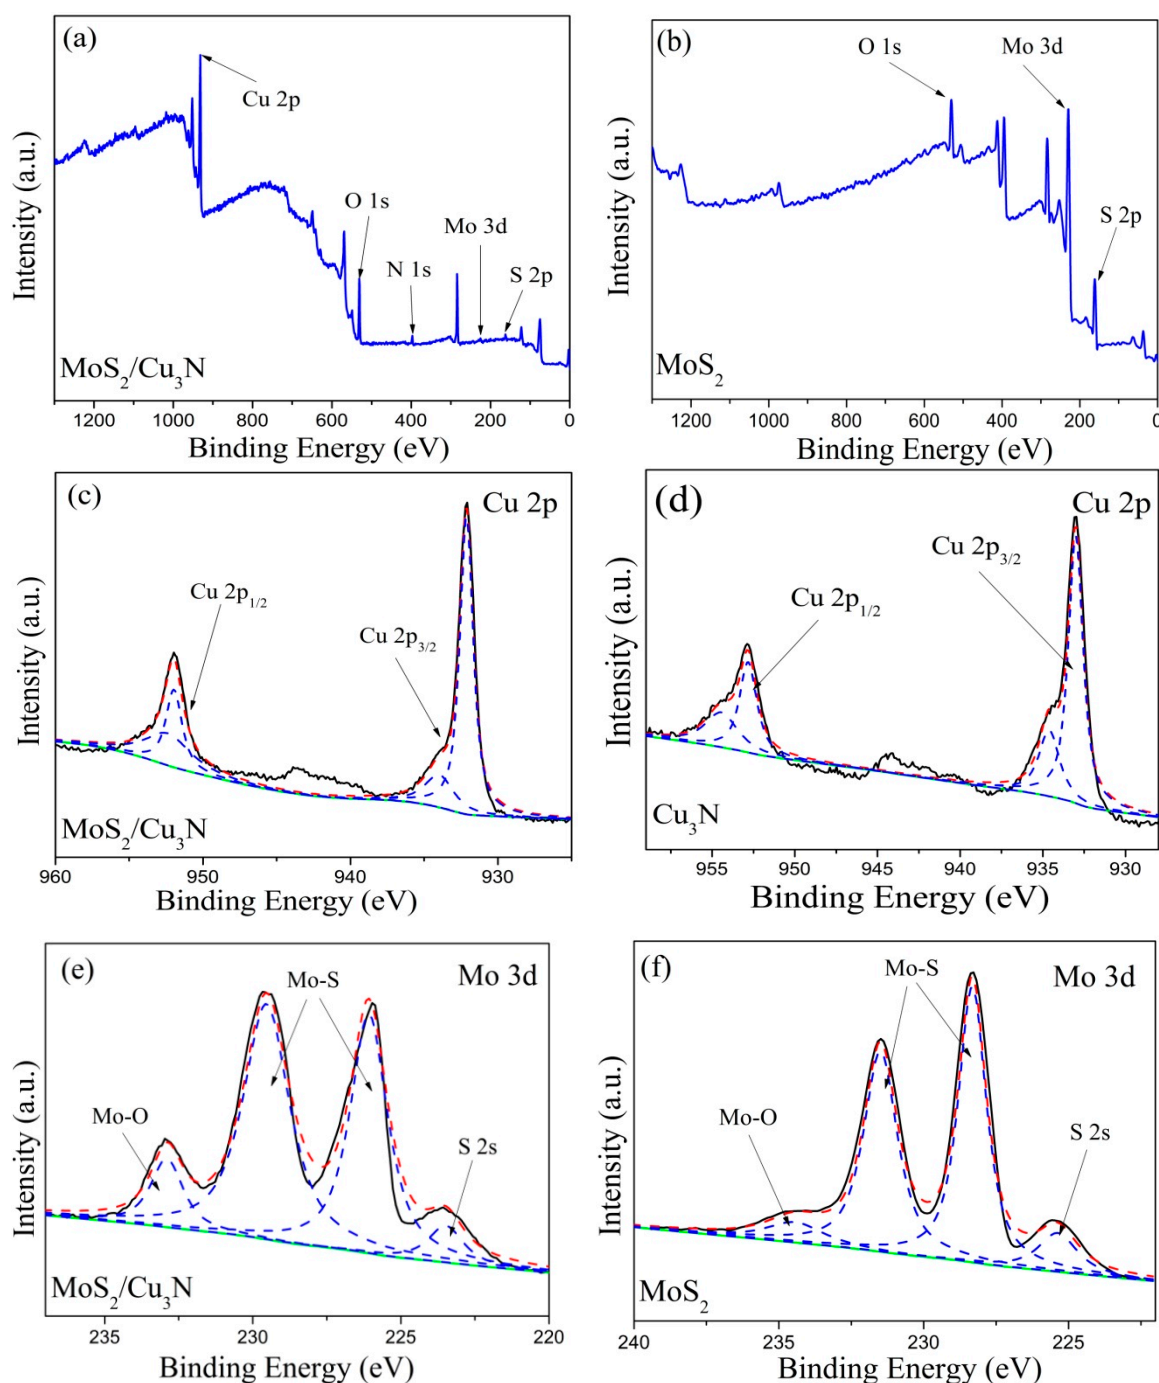 (a)
Cu 2p
O 1s
N 1s
Mo 3d
S 2p
MoS₂/Cu₃N
Intensity (a.u.)
1200 1000 800 600 400 200 0
Binding Energy (eV)
(b)
O 1s
Mo 3d
S 2p
MoS₂
Intensity (a.u.)
1200 1000 800 600 400 200 0
Binding Energy (eV)
(c)
Cu 2p
Cu 2p₁/₂
Cu 2p₃/₂
MoS₂/Cu₃N
Intensity (a.u.)
960 950 940 930
Binding Energy (eV)
(d)
Cu 2p
Cu 2p₃/₂
Cu 2p₁/₂
Cu₃N
Intensity (a.u.)
955 950 945 940 935 930
Binding Energy (eV)
(e)
Mo 3d
Mo-S
Mo-O
S 2s
MoS₂/Cu₃N
Intensity (a.u.)
235 230 225 220
Binding Energy (eV)
(f)
Mo 3d
Mo-S
Mo-O
S 2s
MoS₂
Intensity (a.u.)
240 235 230 225
Binding Energy (eV)